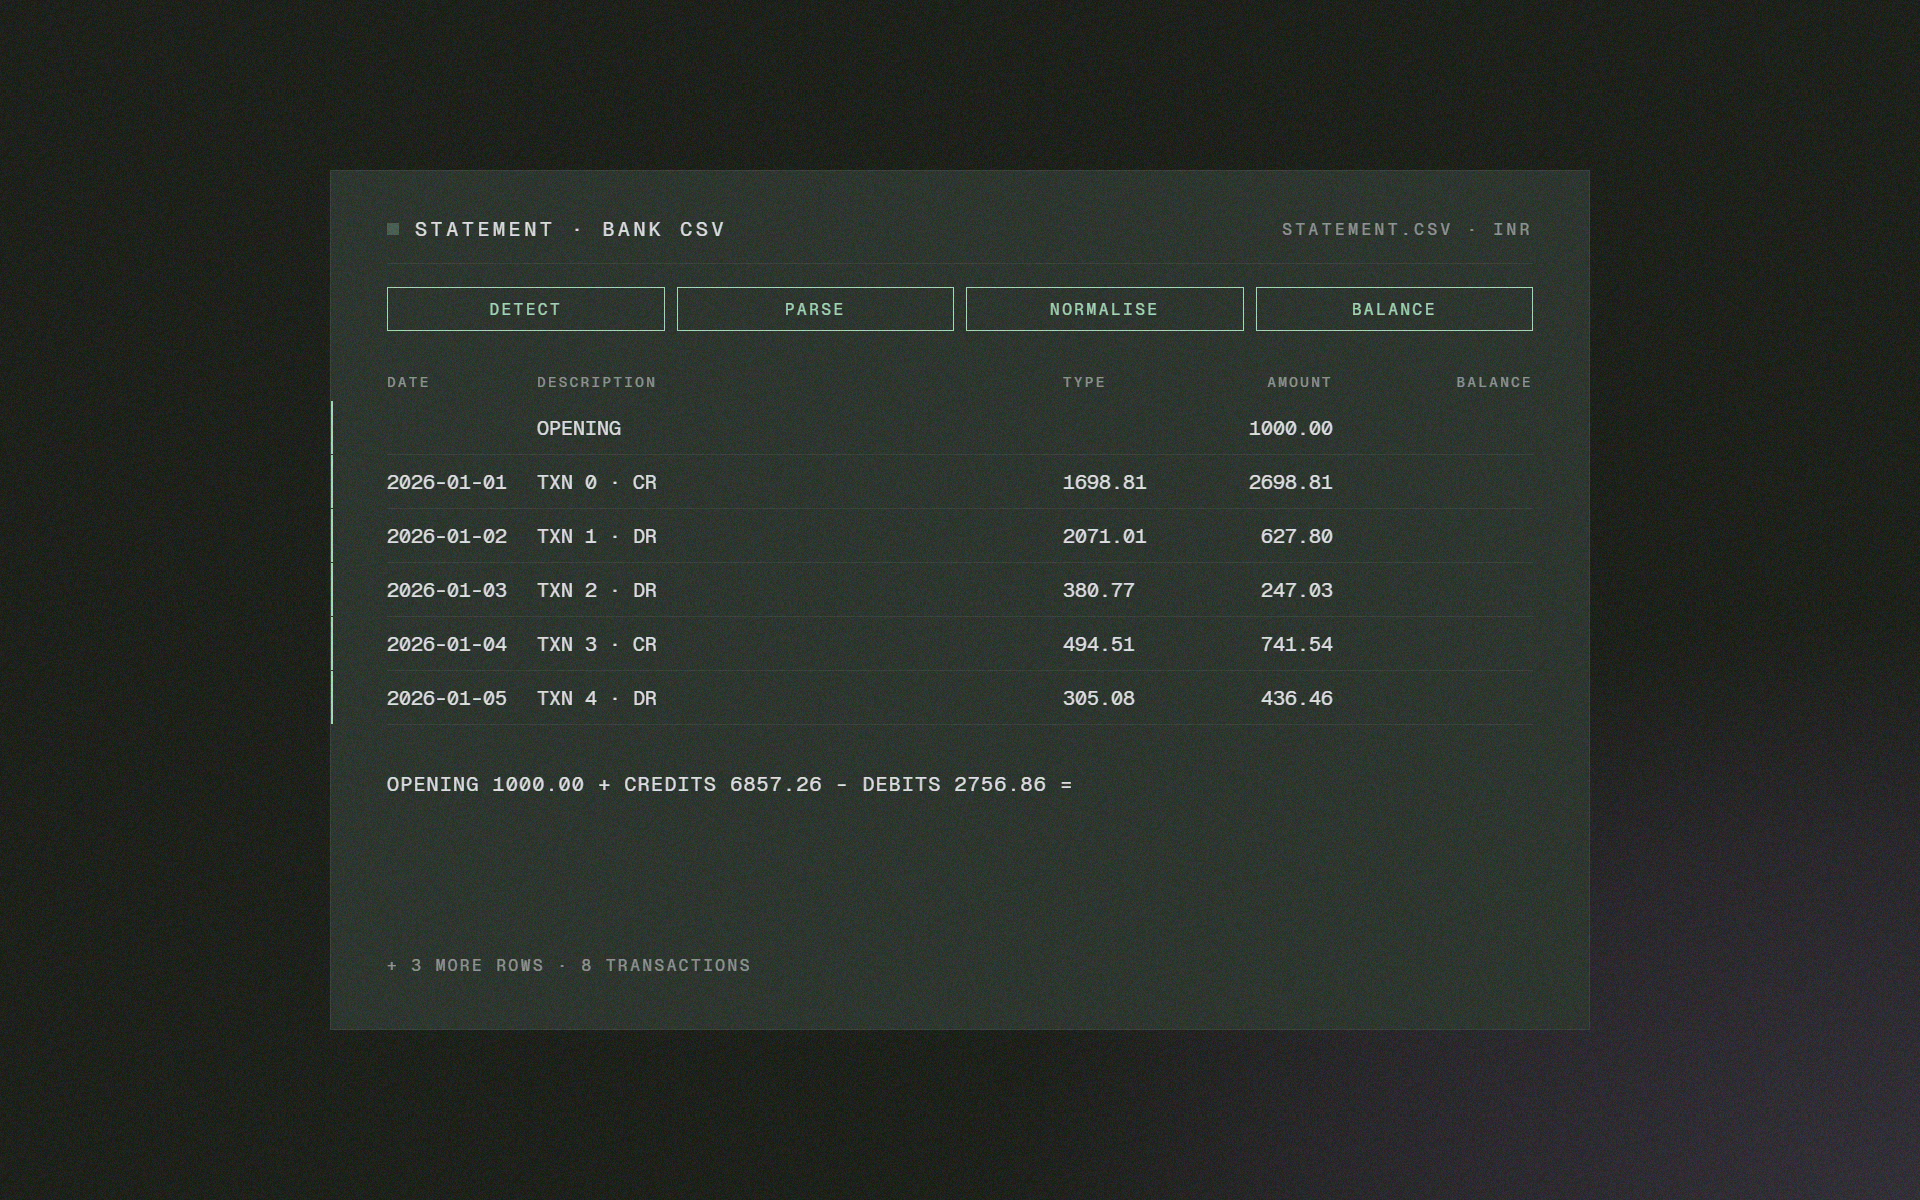 STATEMENT · BANK CSV
STATEMENT.CSV · INR
DETECT PARSE NORMALISE BALANCE
DATE DESCRIPTION TYPE AMOUNT BALANCE
OPENING 1000.00
2026-01-01 TXN 0 · CR 1698.81 2698.81
2026-01-02 TXN 1 · DR 2071.01 627.80
2026-01-03 TXN 2 · DR 380.77 247.03
2026-01-04 TXN 3 · CR 494.51 741.54
2026-01-05 TXN 4 · DR 305.08 436.46
OPENING 1000.00 + CREDITS 6857.26 − DEBITS 2756.86 =
+ 3 MORE ROWS · 8 TRANSACTIONS